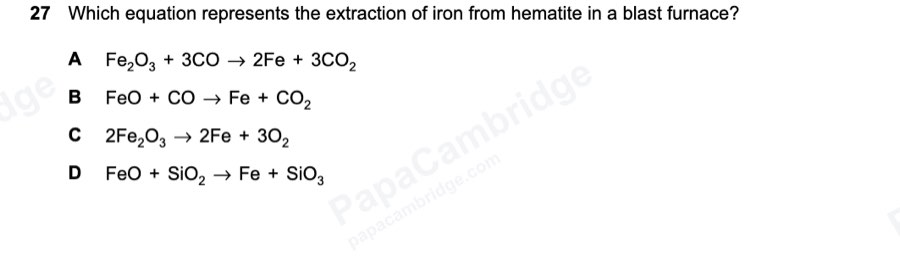 27 Which equation represents the extraction of iron from hematite in a blast furnace?
A Fe₂O₃ + 3CO → 2Fe + 3CO₂
B FeO + CO → Fe + CO₂
C 2Fe₂O₃ → 2Fe + 3O₂
D FeO + SiO₂ → Fe + SiO₃
PapaCambridge
papacambridge.com